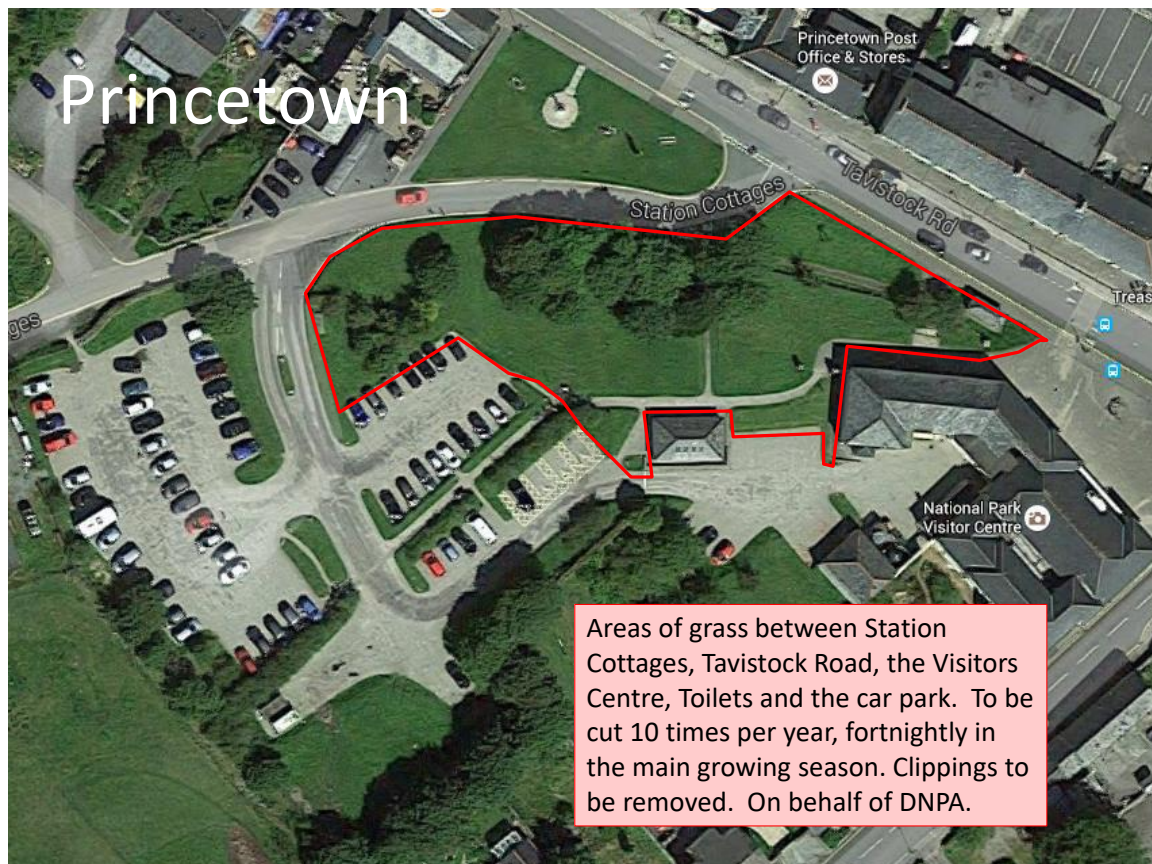 Princetown
Princetown Post
Office & Stores
Station Cottages
Tavistock Rd
Treas
ges
National Park
Visitor Centre
Areas of grass between Station
Cottages, Tavistock Road, the Visitors
Centre, Toilets and the car park.  To be
cut 10 times per year, fortnightly in
the main growing season. Clippings to
be removed.  On behalf of DNPA.